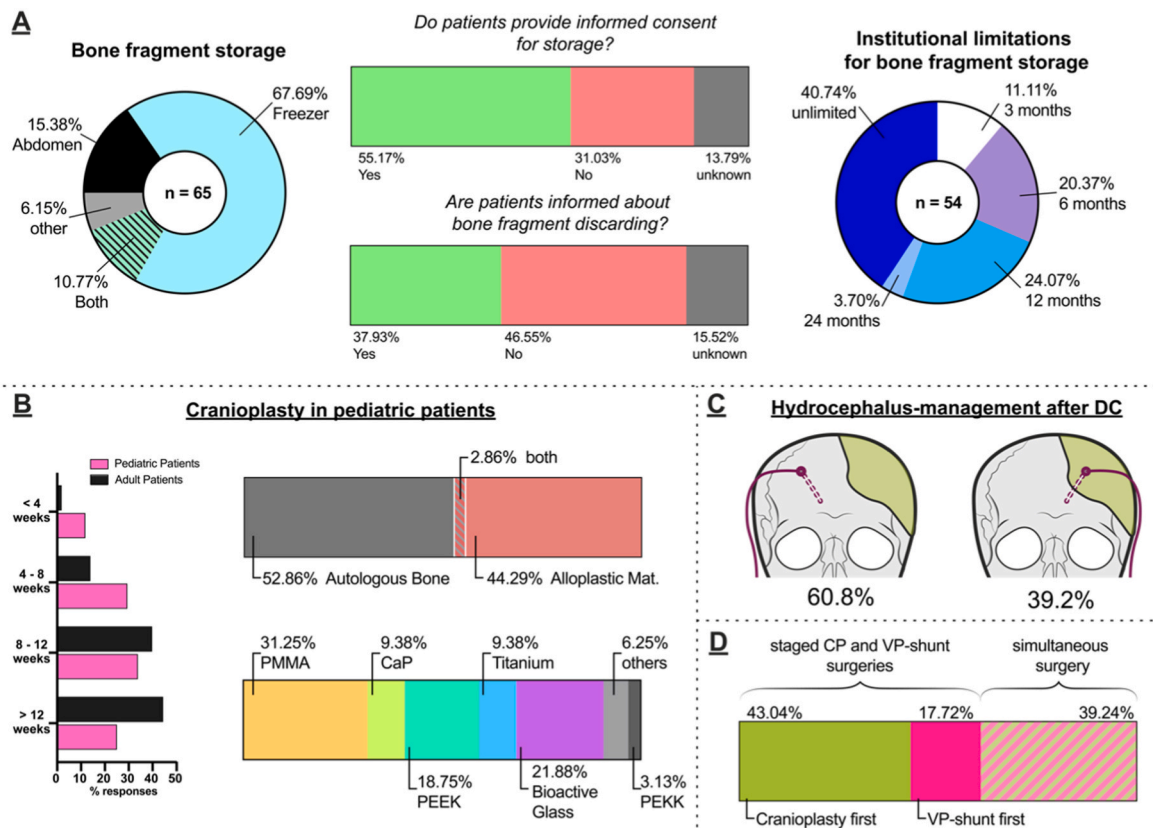 A
Bone fragment storage
67.69%
Freezer
15.38%
Abdomen
n = 65
6.15%
other
10.77%
Both
Do patients provide informed consent
for storage?
55.17%
Yes
31.03%
No
13.79%
unknown
Are patients informed about
bone fragment discarding?
37.93%
Yes
46.55%
No
15.52%
unknown
Institutional limitations
for bone fragment storage
40.74%
unlimited
11.11%
3 months
20.37%
6 months
n = 54
24.07%
12 months
3.70%
24 months
B
Cranioplasty in pediatric patients
Pediatric Patients
Adult Patients
< 4
weeks
4 - 8
weeks
8 - 12
weeks
> 12
weeks
0 10 20 30 40 50
% responses
2.86% both
52.86% Autologous Bone
44.29% Alloplastic Mat.
31.25%
PMMA
9.38%
CaP
9.38%
Titanium
6.25%
others
18.75%
PEEK
21.88%
Bioactive
Glass
3.13%
PEKK
C
Hydrocephalus-management after DC
60.8%
39.2%
D
staged CP and VP-shunt
surgeries
simultaneous
surgery
43.04%
17.72%
39.24%
Cranioplasty first
VP-shunt first